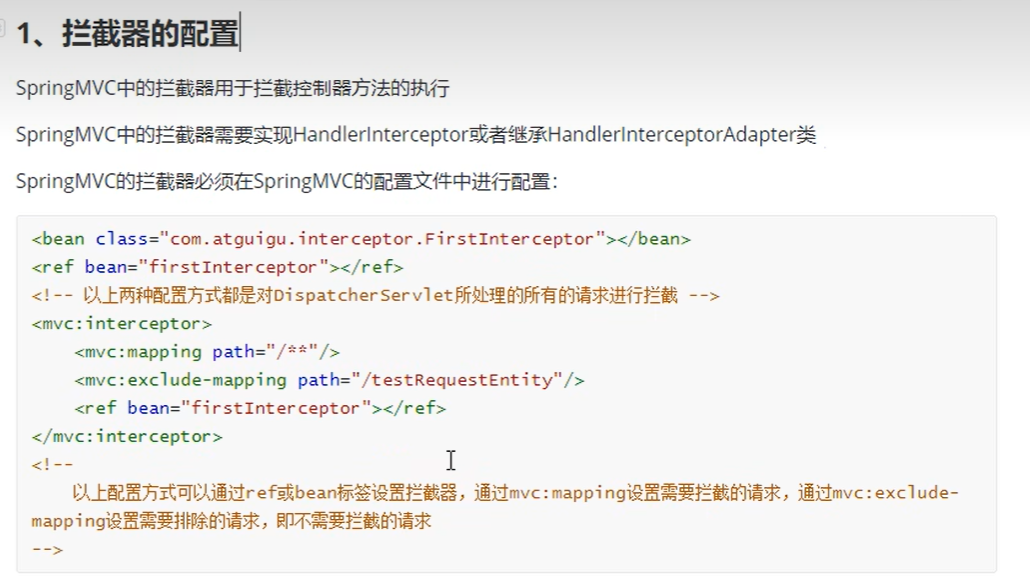 1、拦截器的配置
SpringMVC中的拦截器用于拦截控制器方法的执行
SpringMVC中的拦截器需要实现HandlerInterceptor或者继承HandlerInterceptorAdapter类
SpringMVC的拦截器必须在SpringMVC的配置文件中进行配置：
<bean class="com.atguigu.interceptor.FirstInterceptor"></bean>
<ref bean="firstInterceptor"></ref>
<!-- 以上两种配置方式都是对DispatcherServlet所处理的所有的请求进行拦截 -->
<mvc:interceptor>
    <mvc:mapping path="/**"/>
    <mvc:exclude-mapping path="/testRequestEntity"/>
    <ref bean="firstInterceptor"></ref>
</mvc:interceptor>
<!--
    以上配置方式可以通过ref或bean标签设置拦截器，通过mvc:mapping设置需要拦截的请求，通过mvc:exclude-
mapping设置需要排除的请求，即不需要拦截的请求
-->